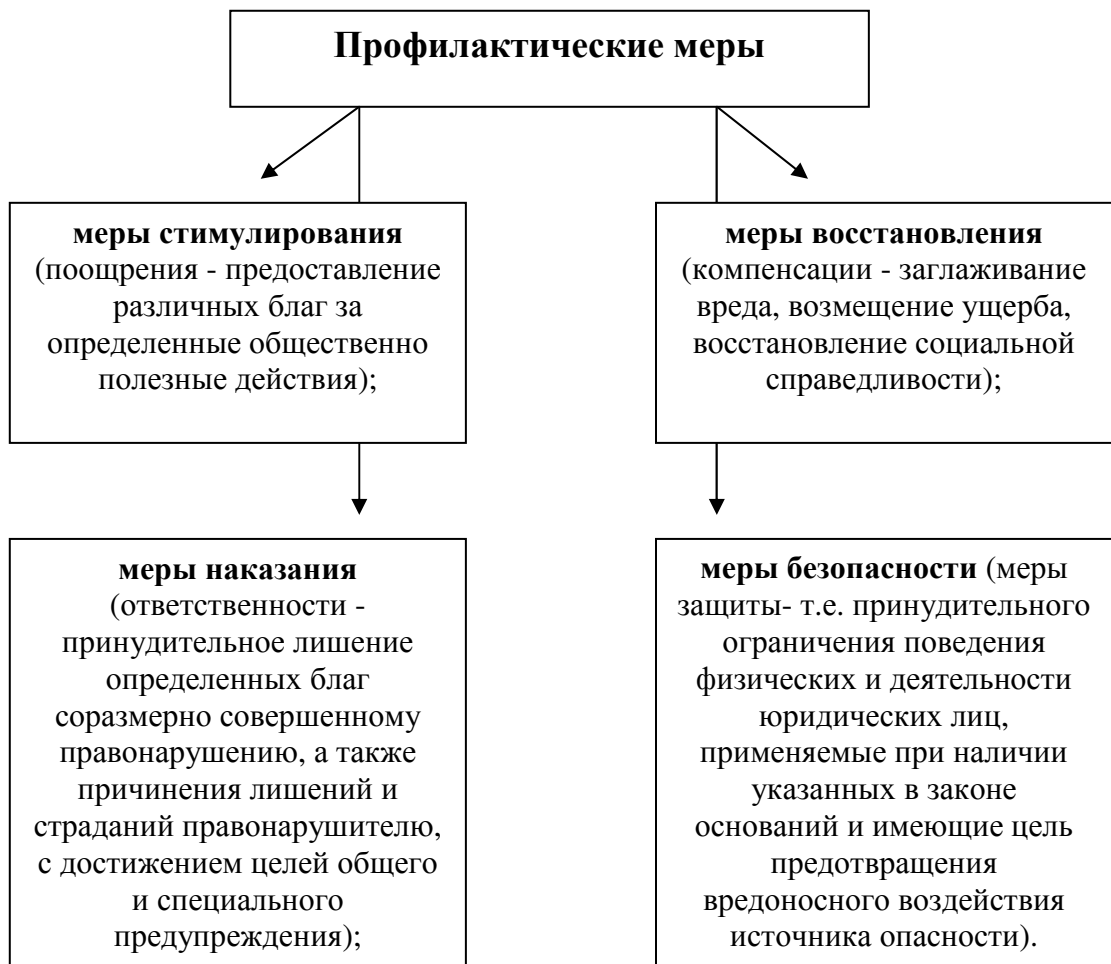 Профилактические меры
меры стимулирования
(поощрения - предоставление
различных благ за
определенные общественно
полезные действия);
меры восстановления
(компенсации - заглаживание
вреда, возмещение ущерба,
восстановление социальной
справедливости);
меры наказания
(ответственности -
принудительное лишение
определенных благ
соразмерно совершенному
правонарушению, а также
причинения лишений и
страданий правонарушителю,
с достижением целей общего
и специального
предупреждения);
меры безопасности (меры
защиты- т.е. принудительного
ограничения поведения
физических и деятельности
юридических лиц,
применяемые при наличии
указанных в законе
оснований и имеющие цель
предотвращения
вредоносного воздействия
источника опасности).